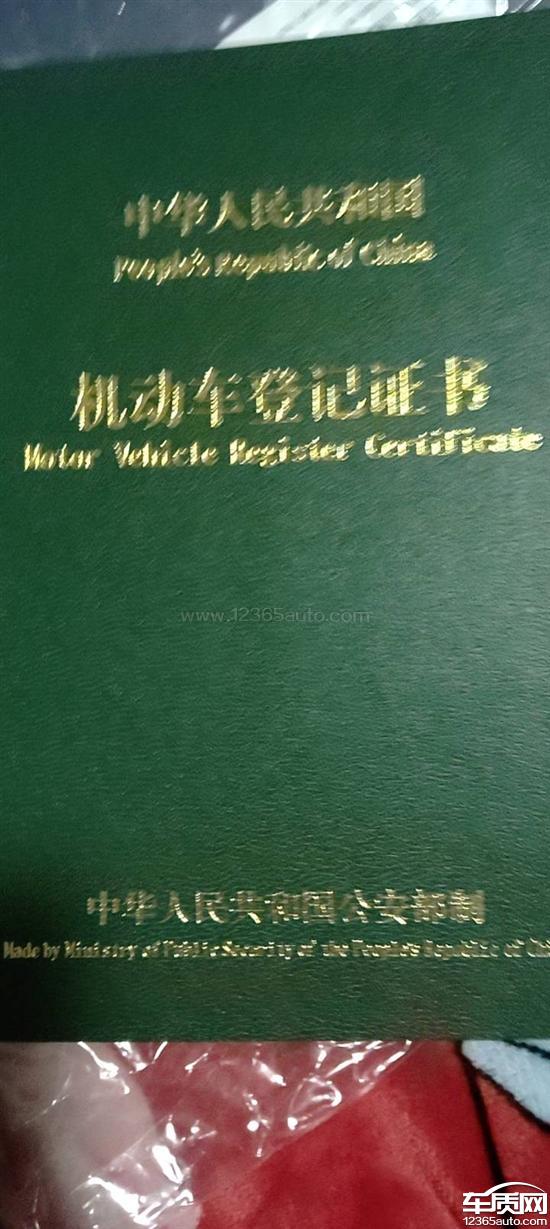 中华人民共和国
People's Republic of China
机动车登记证书
Motor Vehicle Register Certificate
www.12365auto.com
中华人民共和国公安部制
Made by Ministry of Public Security of the People's Republic of Chi
车质网
12365auto.com